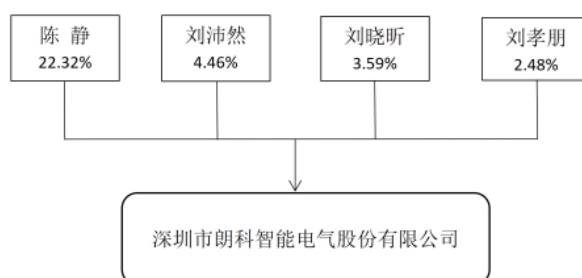 陈 静
22.32%
刘沛然
4.46%
刘晓昕
3.59%
刘孝朋
2.48%
深圳市朗科智能电气股份有限公司